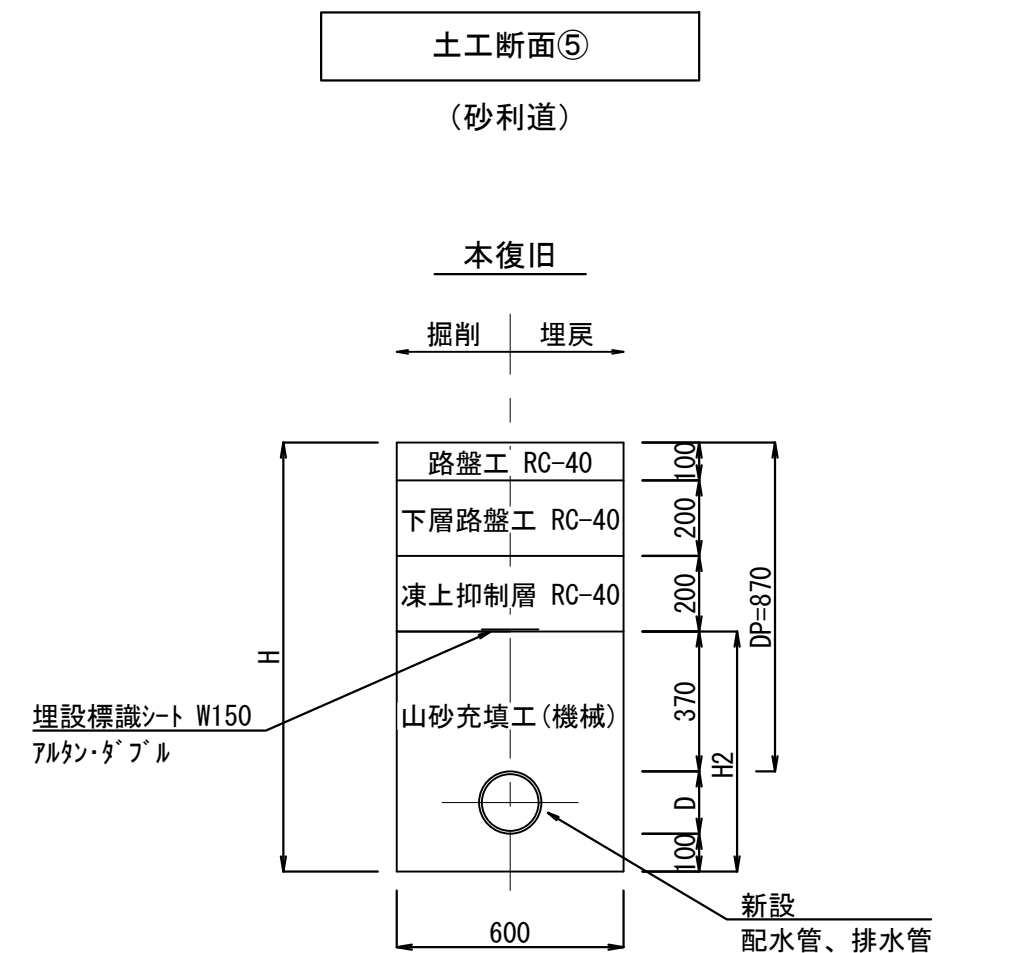 土工断面⑤
(砂利道)
本復旧
掘削
埋戻
路盤工 RC-40
下層路盤工 RC-40
凍上抑制層 RC-40
山砂充填工(機械)
H
埋設標識ｼｰﾄ W150
ｱﾙﾀﾝ･ﾀﾞﾌﾞﾙ
100
200
200
370
D
100
DP=870
H2
600
新設
配水管、排水管